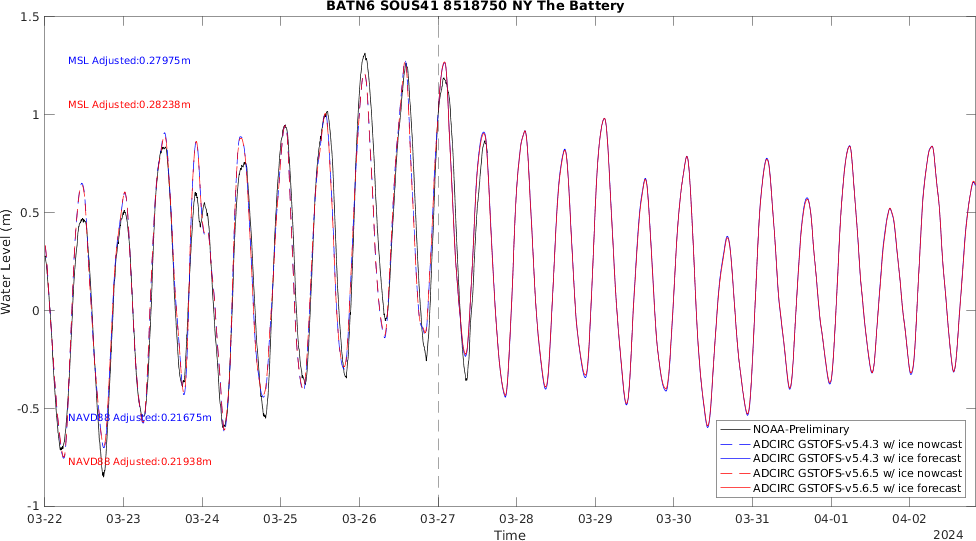 BATN6 SOUS41 8518750 NY The Battery
1.5
MSL Adjusted:0.27975m
MSL Adjusted:0.28238m
1
0.5
Water Level (m)
0
-0.5
NAVD88 Adjusted:0.21675m
NAVD88 Adjusted:0.21938m
NOAA-Preliminary
ADCIRC GSTOFS-v5.4.3 w/ ice nowcast
ADCIRC GSTOFS-v5.4.3 w/ ice forecast
ADCIRC GSTOFS-v5.6.5 w/ ice nowcast
ADCIRC GSTOFS-v5.6.5 w/ ice forecast
-1
03-22 03-23 03-24 03-25 03-26 03-27 03-28 03-29 03-30 03-31 04-01 04-02
Time
2024